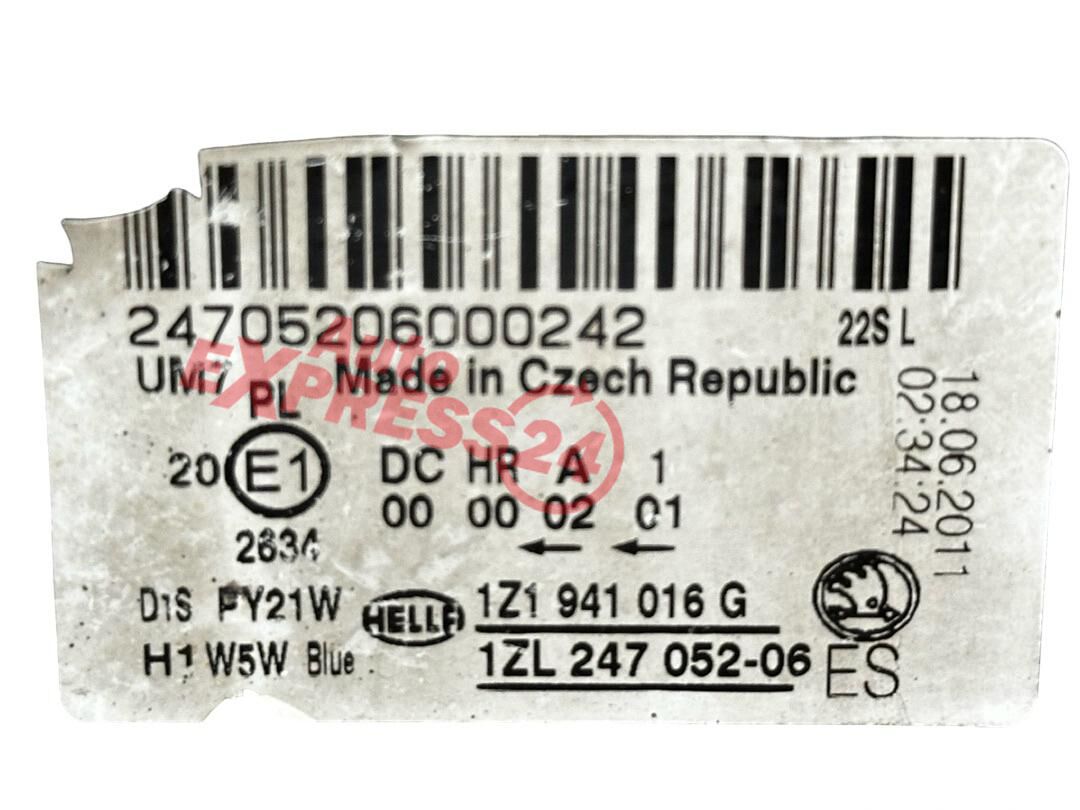 24705206000242 22S L
UM7 Made in Czech Republic
Auto
EXPRESS24
PL
20 E1 DC HR A 1
00 00 02 01
2634 ← ←
D1S PY21W HELLA 1Z1 941 016 G
H1 W5W Blue 1ZL 247 052-06 ES
18.06.2011
02:34:24